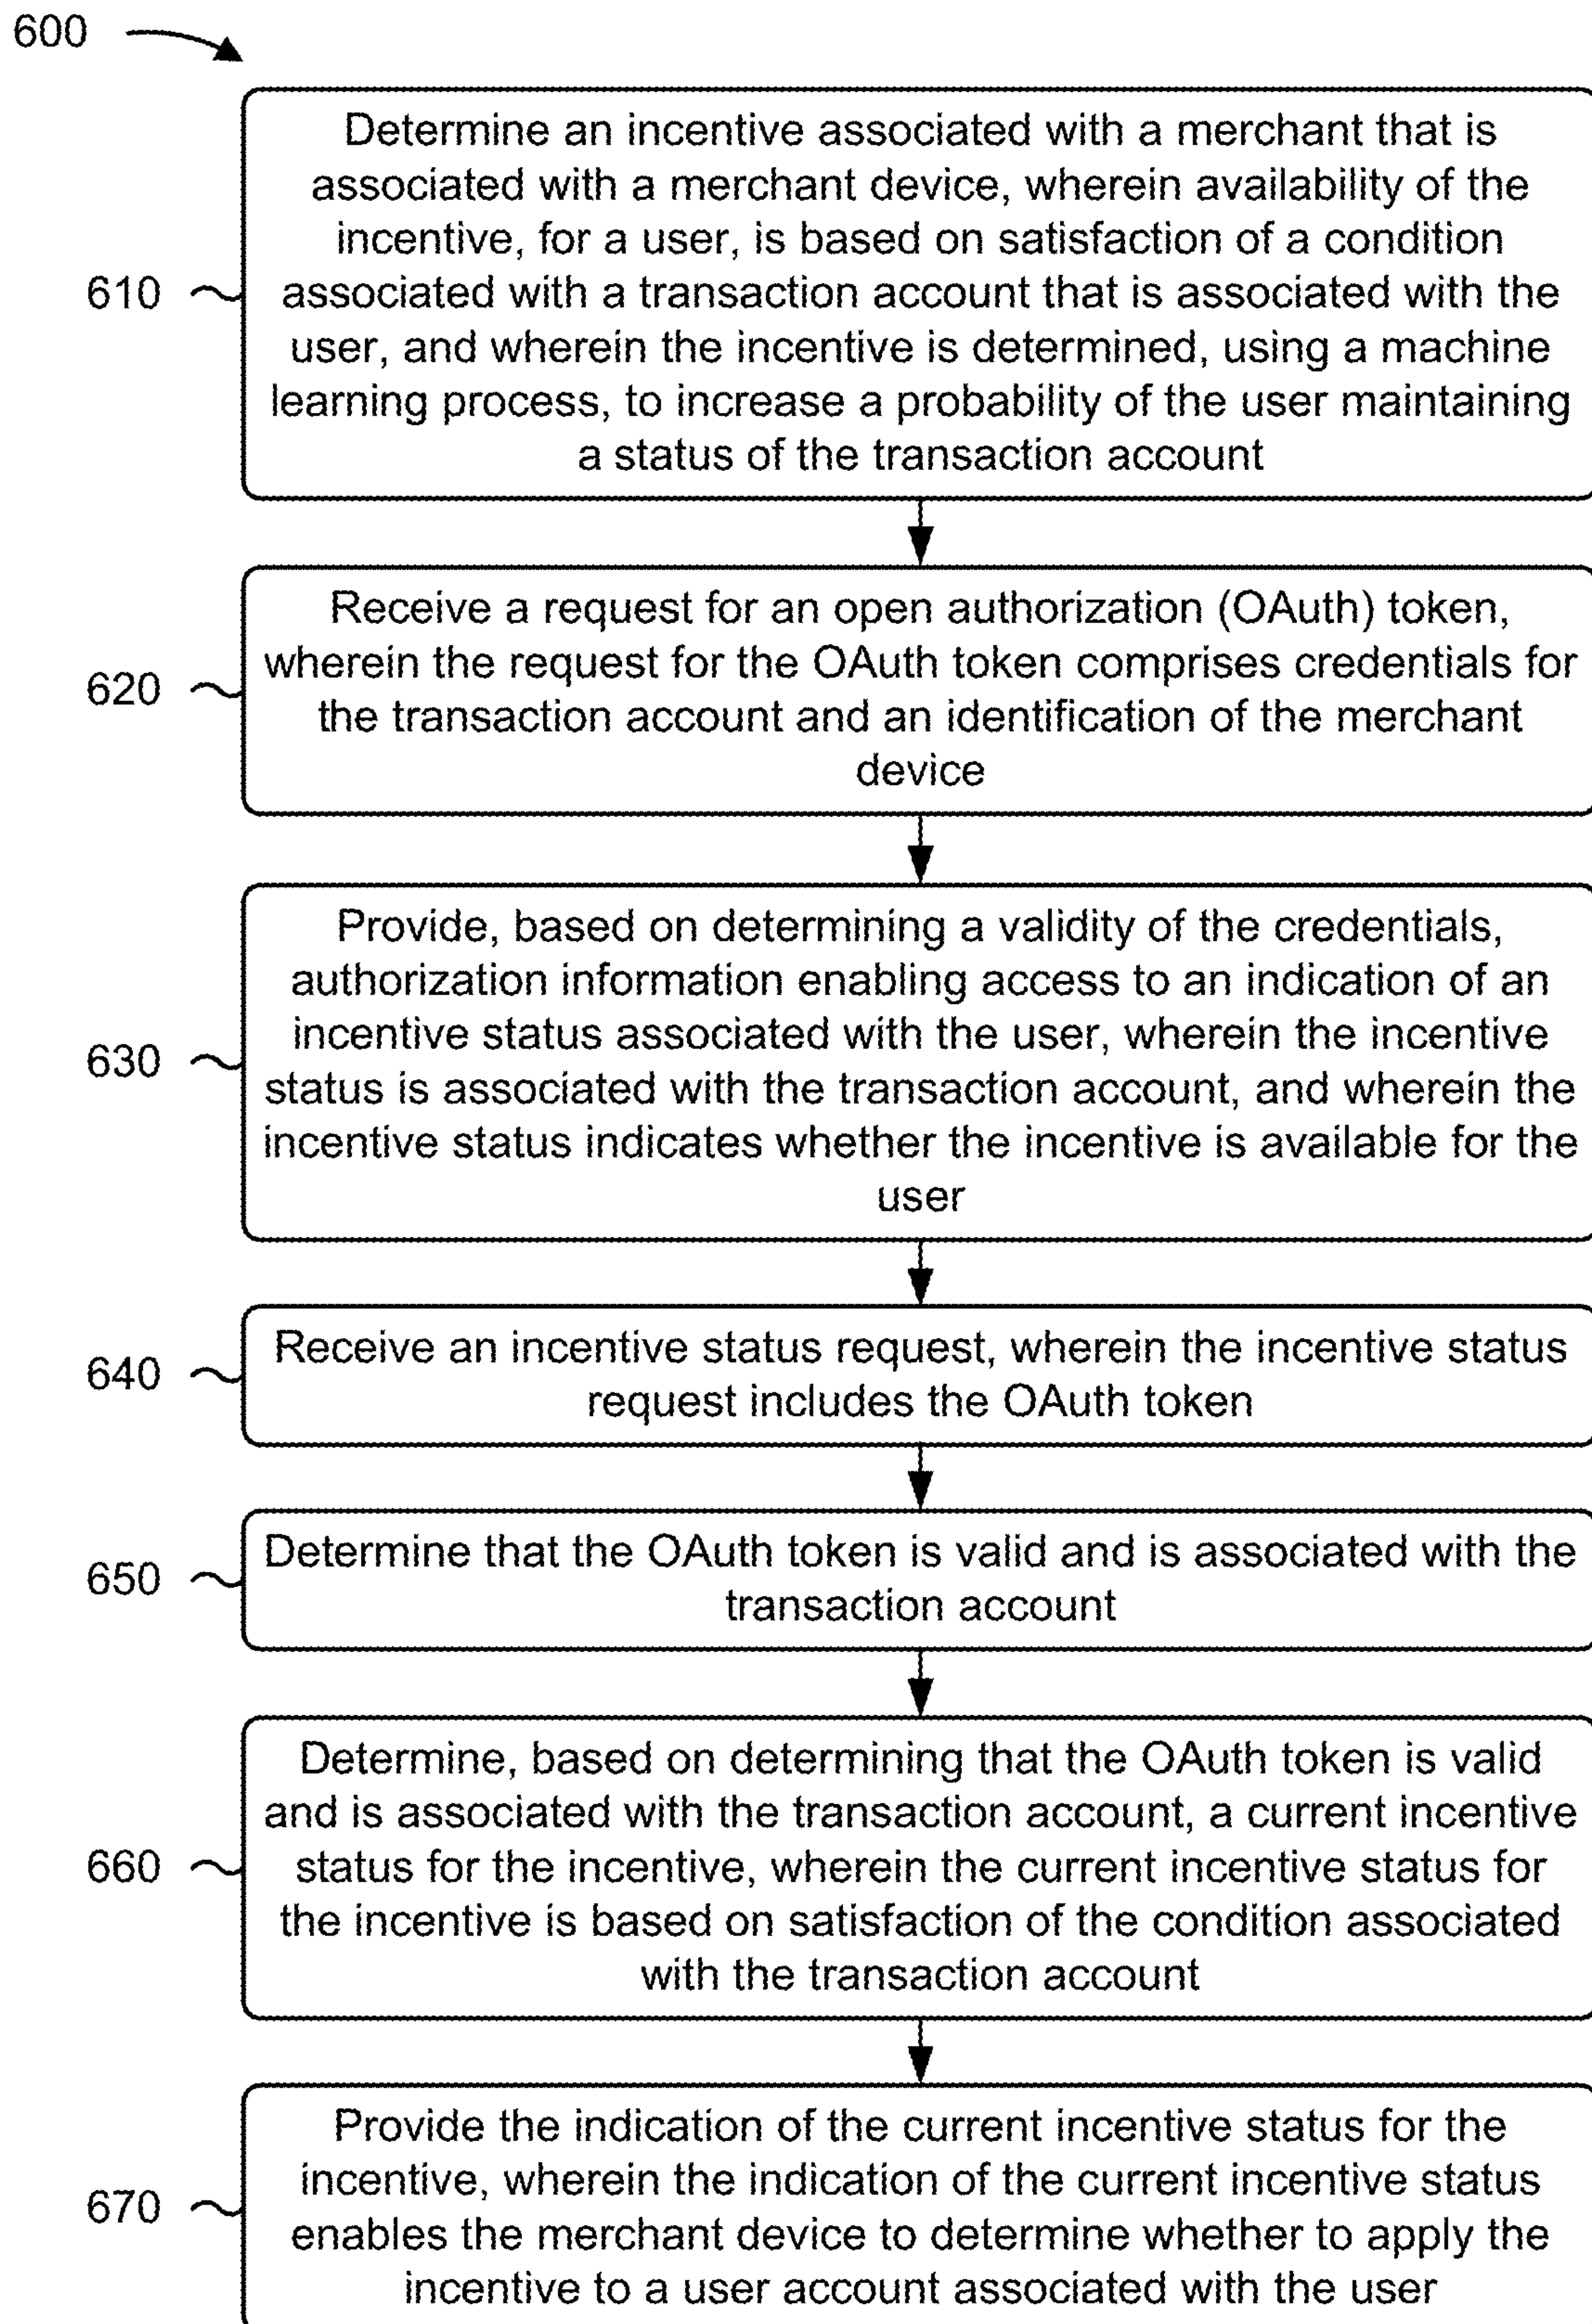 600
Determine an incentive associated with a merchant that is
associated with a merchant device, wherein availability of the
incentive, for a user, is based on satisfaction of a condition
610
associated with a transaction account that is associated with the
user, and wherein the incentive is determined, using a machine
learning process, to increase a probability of the user maintaining
a status of the transaction account
Receive a request for an open authorization (OAuth) token,
wherein the request for the OAuth token comprises credentials for
620
the transaction account and an identification of the merchant
device
Provide, based on determining a validity of the credentials,
authorization information enabling access to an indication of an
incentive status associated with the user, wherein the incentive
630
status is associated with the transaction account, and wherein the
incentive status indicates whether the incentive is available for the
user
640
Receive an incentive status request, wherein the incentive status
request includes the OAuth token
650
Determine that the OAuth token is valid and is associated with the
transaction account
Determine, based on determining that the OAuth token is valid
and is associated with the transaction account, a current incentive
660
status for the incentive, wherein the current incentive status for
the incentive is based on satisfaction of the condition associated
with the transaction account
Provide the indication of the current incentive status for the
incentive, wherein the indication of the current incentive status
670
enables the merchant device to determine whether to apply the
incentive to a user account associated with the user